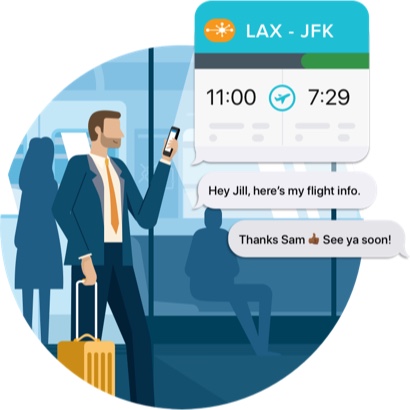 LAX - JFK
11:00 7:29
Hey Jill, here's my flight info.
Thanks Sam 👍🏾 See ya soon!